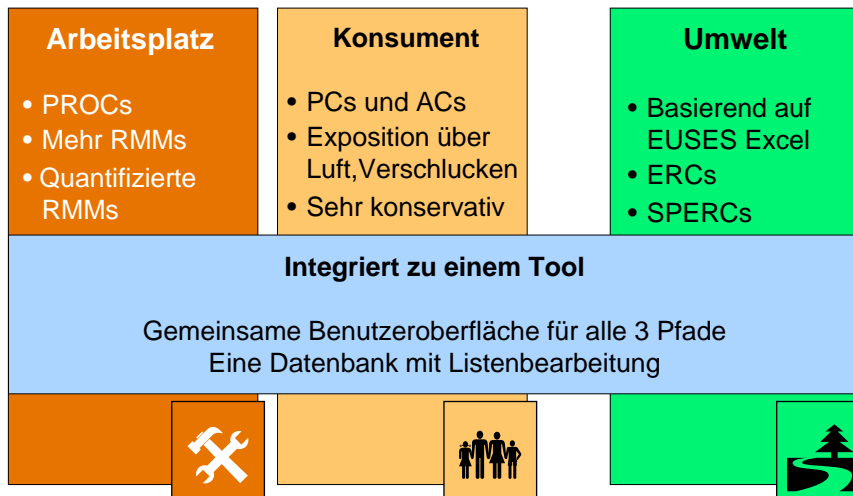 Arbeitsplatz
• PROCs
• Mehr RMMs
• Quantifizierte
RMMs
Konsument
• PCs und ACs
• Exposition über
Luft,Verschlucken
• Sehr konservativ
Umwelt
• Basierend auf
EUSES Excel
• ERCs
• SPERCs
Integriert zu einem Tool
Gemeinsame Benutzeroberfläche für alle 3 Pfade
Eine Datenbank mit Listenbearbeitung